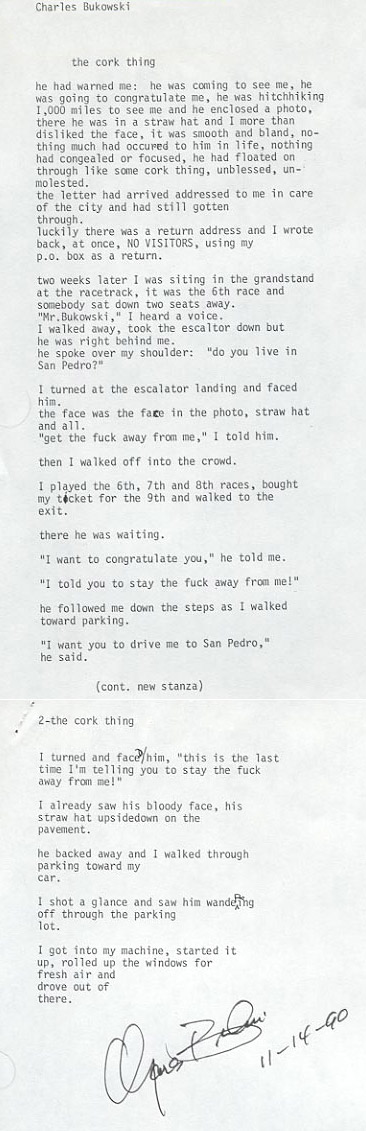 Charles Bukowski
the cork thing
he had warned me: he was coming to see me, he
was going to congratulate me, he was hitchhiking
1,000 miles to see me and he enclosed a photo,
there he was in a straw hat and I more than
disliked the face, it was smooth and bland, no-
thing much had occured to him in life, nothing
had congealed or focused, he had floated on
through like some cork thing, unblessed, un-
molested.
the letter had arrived addressed to me in care
of the city and had still gotten
through.
luckily there was a return address and I wrote
back, at once, NO VISITORS, using my
p.o. box as a return.
two weeks later I was siting in the grandstand
at the racetrack, it was the 6th race and
somebody sat down two seats away.
"Mr.Bukowski," I heard a voice.
I walked away, took the escaltor down but
he was right behind me.
he spoke over my shoulder: "do you live in
San Pedro?"
I turned at the escalator landing and faced
him.
the face was the face in the photo, straw hat
and all.
"get the fuck away from me," I told him.
then I walked off into the crowd.
I played the 6th, 7th and 8th races, bought
my ticket for the 9th and walked to the
exit.
there he was waiting.
"I want to congratulate you," he told me.
"I told you to stay the fuck away from me!"
he followed me down the steps as I walked
toward parking.
"I want you to drive me to San Pedro,"
he said.
(cont. new stanza)
2-the cork thing
I turned and faced/him, "this is the last
time I'm telling you to stay the fuck
away from me!"
I already saw his bloody face, his
straw hat upsidedown on the
pavement.
he backed away and I walked through
parking toward my
car.
I shot a glance and saw him wandering
off through the parking
lot.
I got into my machine, started it
up, rolled up the windows for
fresh air and
drove out of
there.
Charles Bukowski
11-14-90